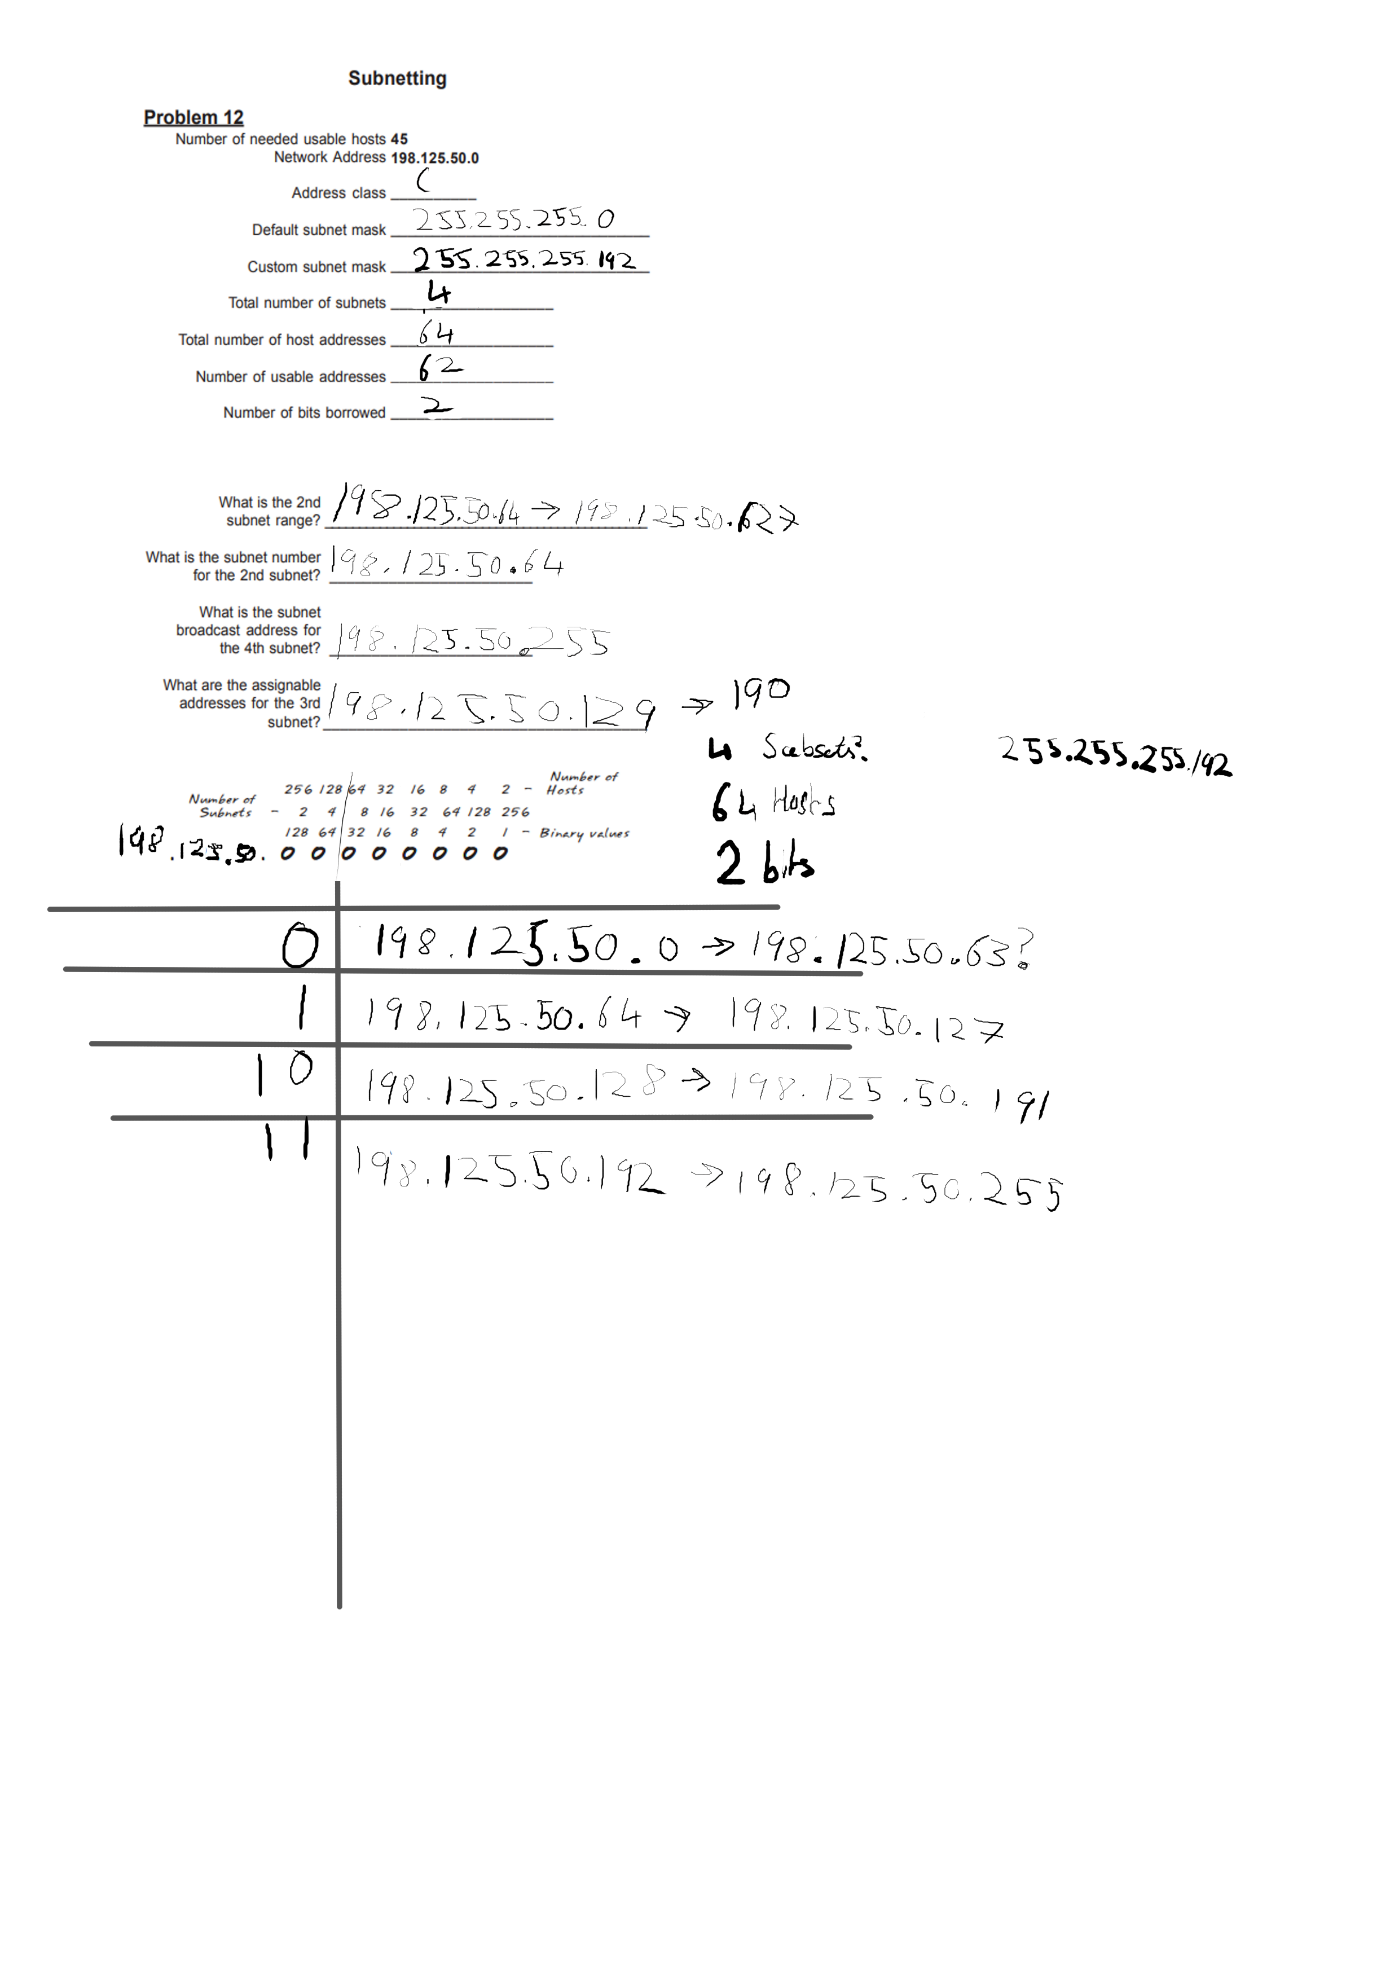 Subnetting
Problem 12
Number of needed usable hosts 45
Network Address 198.125.50.0
Address class C
Default subnet mask 255.255.255.0
Custom subnet mask 255.255.255.192
Total number of subnets 4
Total number of host addresses 64
Number of usable addresses 62
Number of bits borrowed 2
What is the 2nd
subnet range? 198.125.50.64 → 198.125.50.627
What is the subnet number
for the 2nd subnet? 198.125.50.64
What is the subnet
broadcast address for
the 4th subnet? 198.125.50.255
What are the assignable
addresses for the 3rd
subnet? 198.125.50.129 → 190
4 Subsets? 255.255.255.192
64 Hosts
2 bits
256 128 64 32 16 8 4 2 - Number of Hosts
Number of Subnets - 2 4 8 16 32 64 128 256
128 64 32 16 8 4 2 1 - Binary values
198.125.50. 0 0 0 0 0 0 0 0
0 198.125.50.0 → 198.125.50.63?
1 198.125.50.64 → 198.125.50.127
10 198.125.50.128 → 198.125.50.191
11 198.125.50.192 → 198.125.50.255